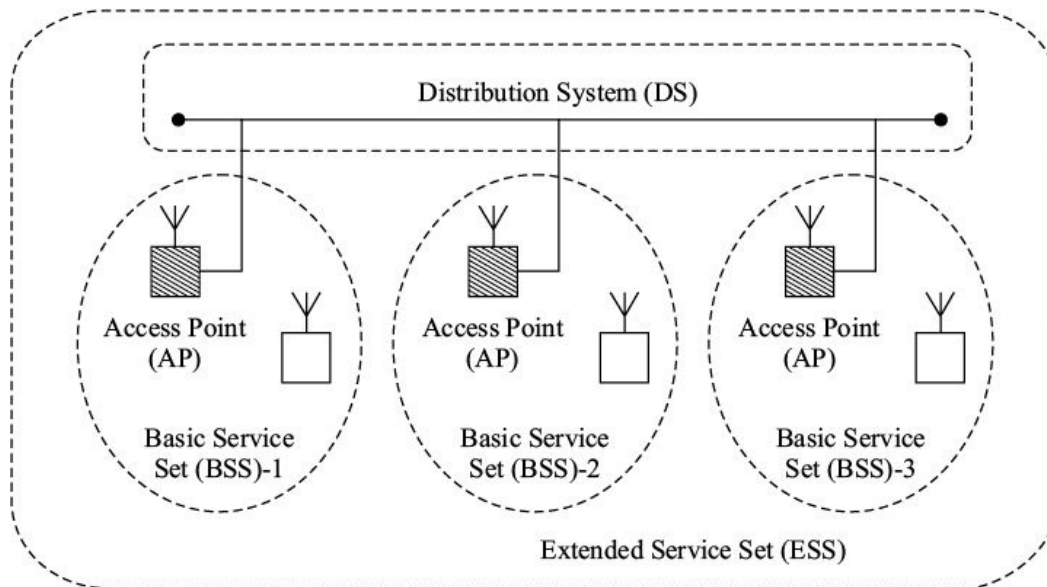 Distribution System (DS)
Access Point
(AP)
Basic Service
Set (BSS)-1
Access Point
(AP)
Basic Service
Set (BSS)-2
Access Point
(AP)
Basic Service
Set (BSS)-3
Extended Service Set (ESS)